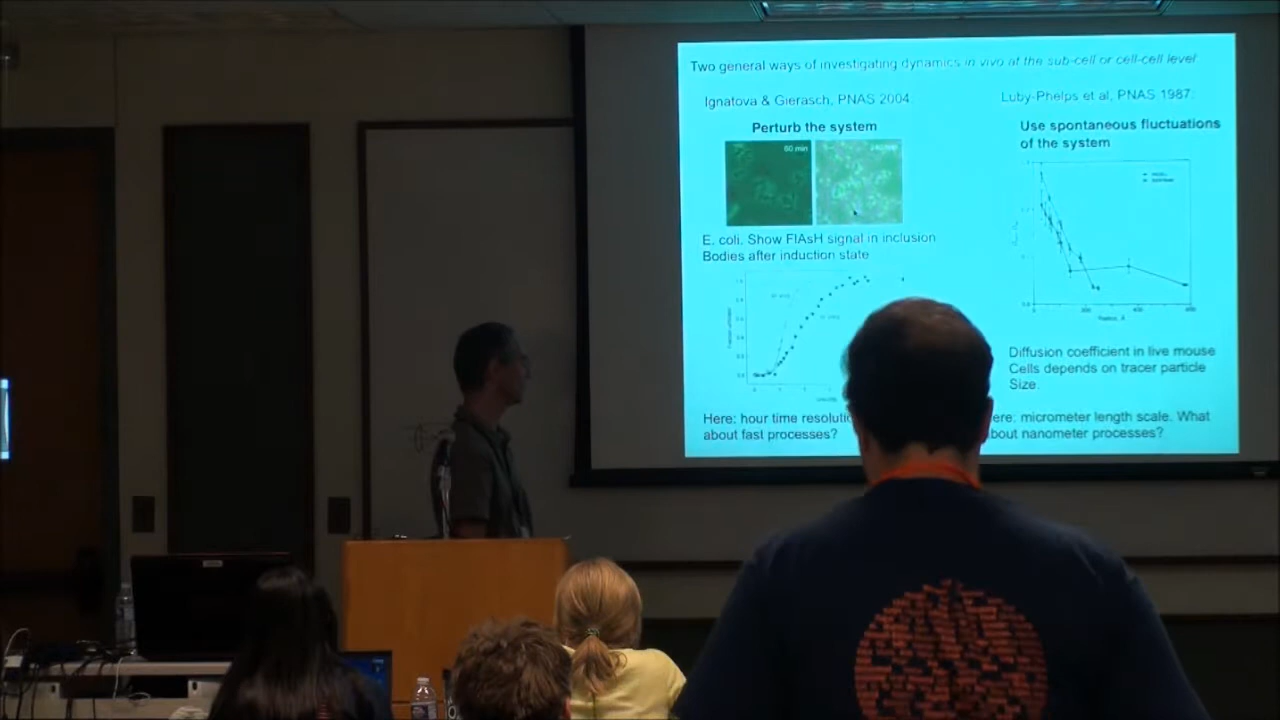 Two general ways of investigating dynamics in vivo at the sub-cell or cell-cell level
Ignatova & Gierasch, PNAS 2004:
Luby-Phelps et al, PNAS 1987:
Perturb the system
Use spontaneous fluctuations
of the system
60 min
E. coli. Show FlAsH signal in inclusion
Bodies after induction state
Diffusion coefficient in live mouse
Cells depends on tracer particle
Size.
Here: hour time resolutio
about fast processes?
ere: micrometer length scale. What
bout nanometer processes?